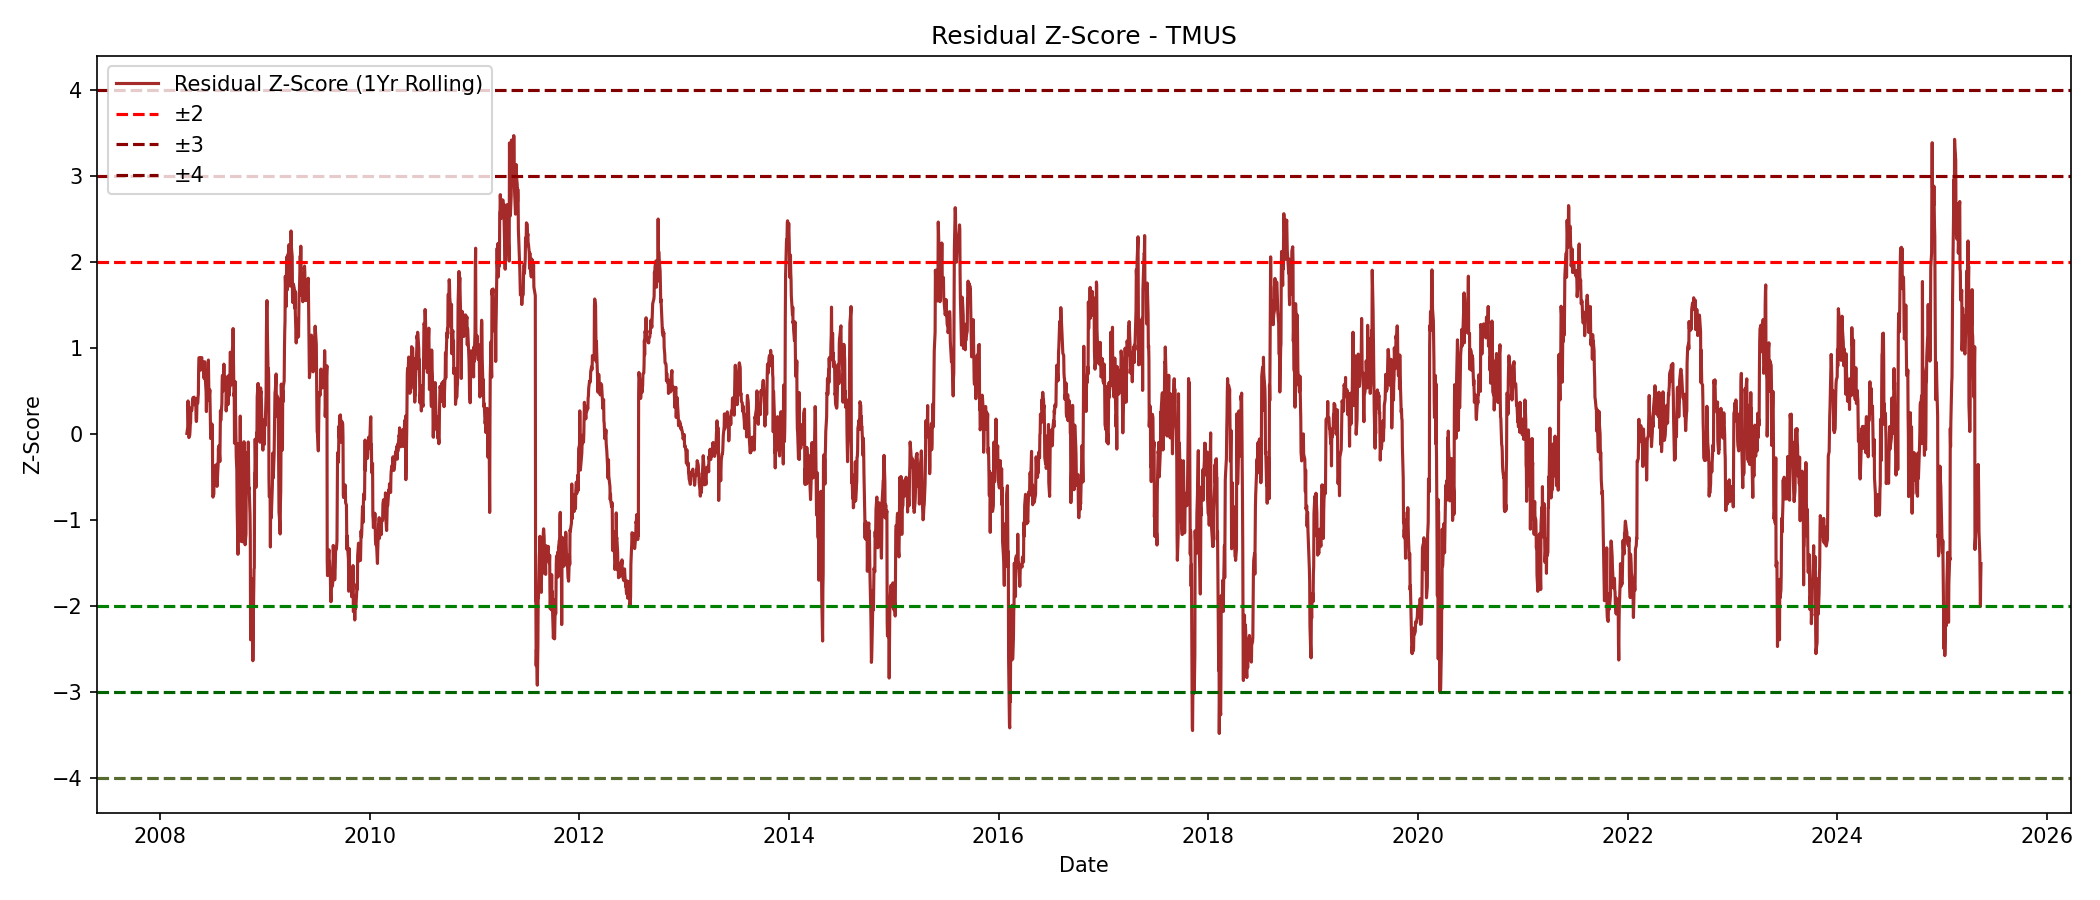 Residual Z-Score - TMUS
Residual Z-Score (1Yr Rolling)
±2
±3
±4
4
3
2
1
0
−1
−2
−3
−4
Z-Score
2008 2010 2012 2014 2016 2018 2020 2022 2024 2026
Date